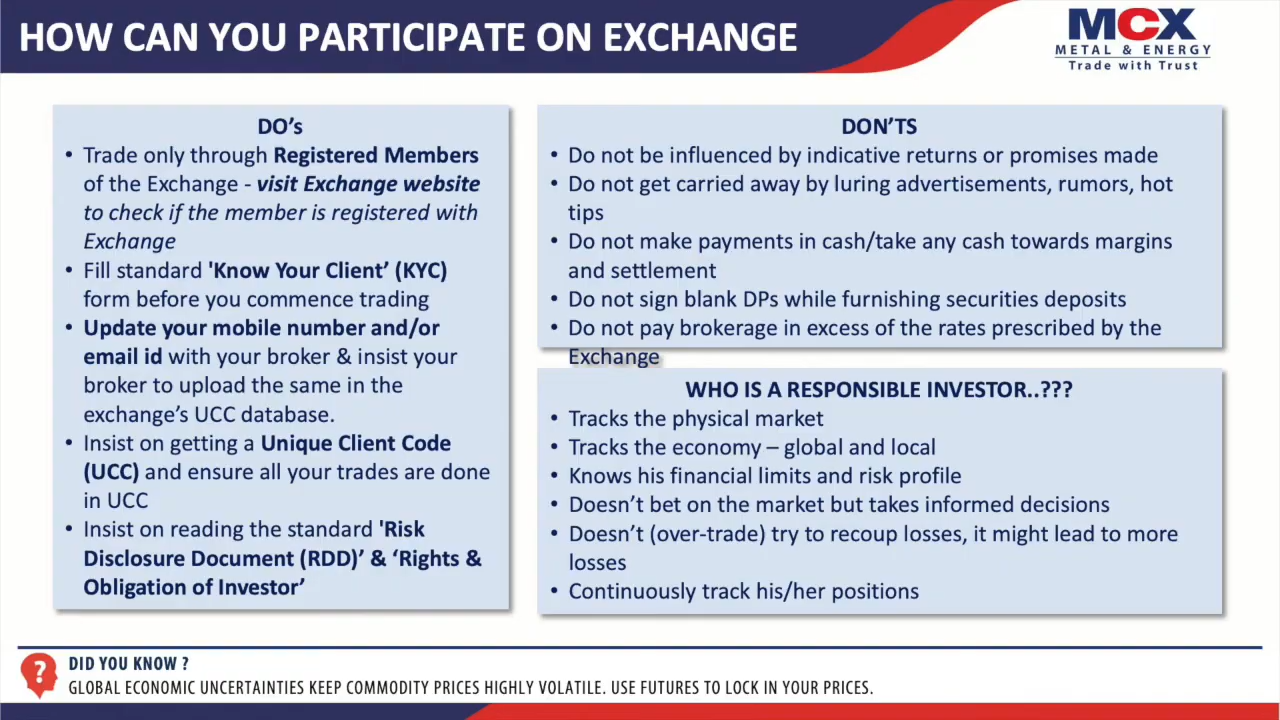 HOW CAN YOU PARTICIPATE ON EXCHANGE
MCX
METAL & ENERGY
Trade with Trust
DO's
• Trade only through Registered Members
of the Exchange - visit Exchange website
to check if the member is registered with
Exchange
• Fill standard 'Know Your Client’ (KYC)
form before you commence trading
• Update your mobile number and/or
email id with your broker & insist your
broker to upload the same in the
exchange’s UCC database.
• Insist on getting a Unique Client Code
(UCC) and ensure all your trades are done
in UCC
• Insist on reading the standard 'Risk
Disclosure Document (RDD)’ & ‘Rights &
Obligation of Investor’
DON’TS
• Do not be influenced by indicative returns or promises made
• Do not get carried away by luring advertisements, rumors, hot
tips
• Do not make payments in cash/take any cash towards margins
and settlement
• Do not sign blank DPs while furnishing securities deposits
• Do not pay brokerage in excess of the rates prescribed by the
Exchange
WHO IS A RESPONSIBLE INVESTOR..???
• Tracks the physical market
• Tracks the economy – global and local
• Knows his financial limits and risk profile
• Doesn’t bet on the market but takes informed decisions
• Doesn’t (over-trade) try to recoup losses, it might lead to more
losses
• Continuously track his/her positions
?
DID YOU KNOW ?
GLOBAL ECONOMIC UNCERTAINTIES KEEP COMMODITY PRICES HIGHLY VOLATILE. USE FUTURES TO LOCK IN YOUR PRICES.